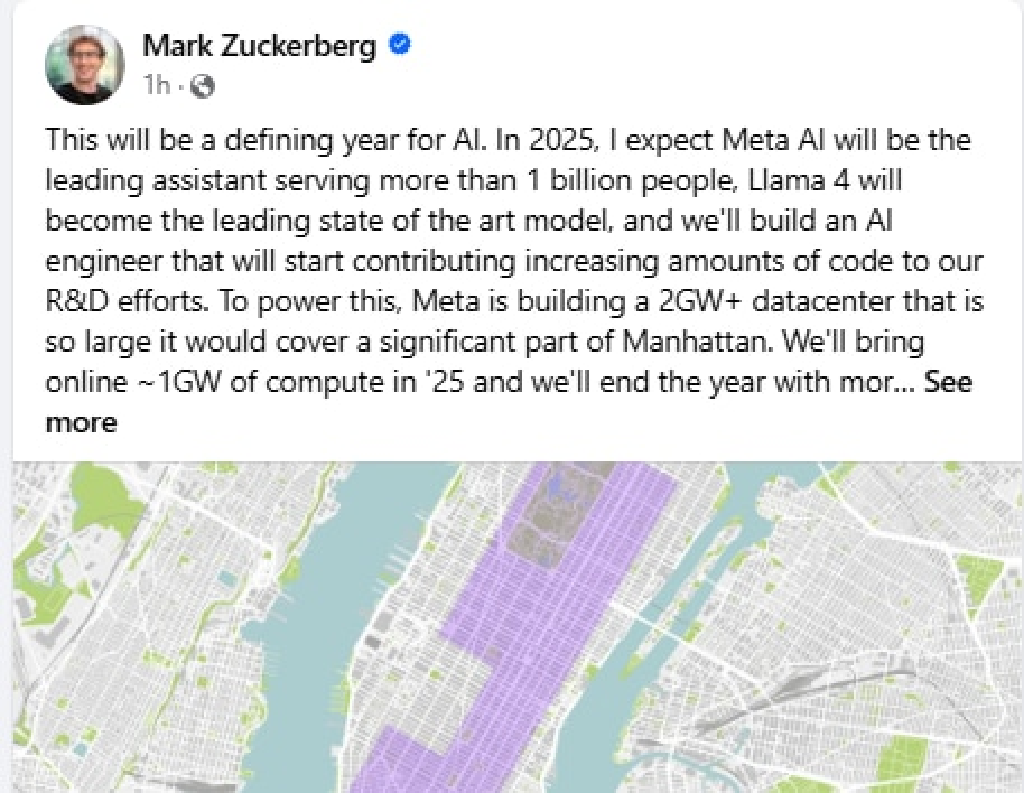 Mark Zuckerberg
1h ·
This will be a defining year for AI. In 2025, I expect Meta AI will be the
leading assistant serving more than 1 billion people, Llama 4 will
become the leading state of the art model, and we'll build an AI
engineer that will start contributing increasing amounts of code to our
R&D efforts. To power this, Meta is building a 2GW+ datacenter that is
so large it would cover a significant part of Manhattan. We'll bring
online ~1GW of compute in '25 and we'll end the year with mor... See
more